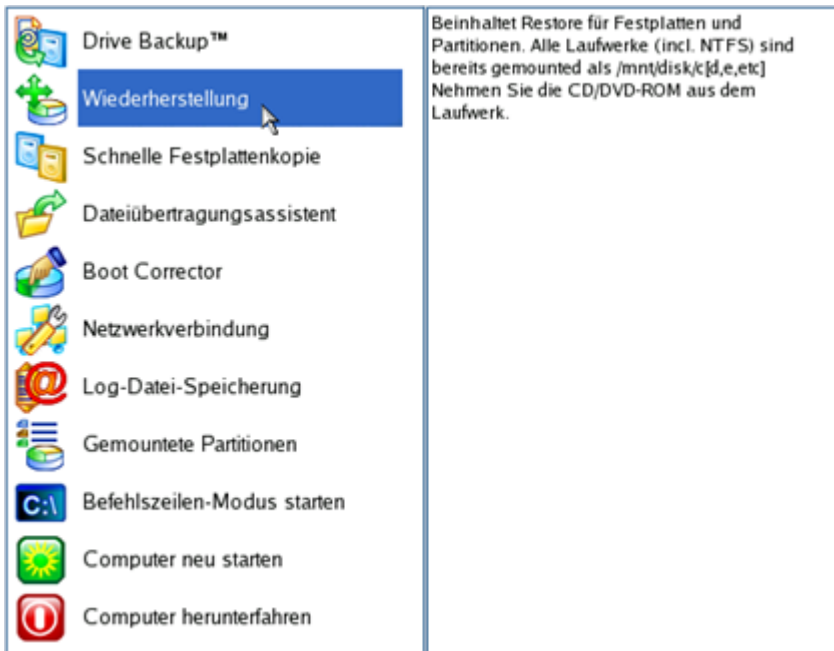 Drive Backup™
Wiederherstellung
Schnelle Festplattenkopie
Dateiübertragungsassistent
Boot Corrector
Netzwerkverbindung
Log-Datei-Speicherung
Gemountete Partitionen
C:\
Befehlszeilen-Modus starten
Computer neu starten
Computer herunterfahren
Beinhaltet Restore für Festplatten und
Partitionen. Alle Laufwerke (incl. NTFS) sind
bereits gemounted als /mnt/disk/c[d,e,etc]
Nehmen Sie die CD/DVD-ROM aus dem
Laufwerk.